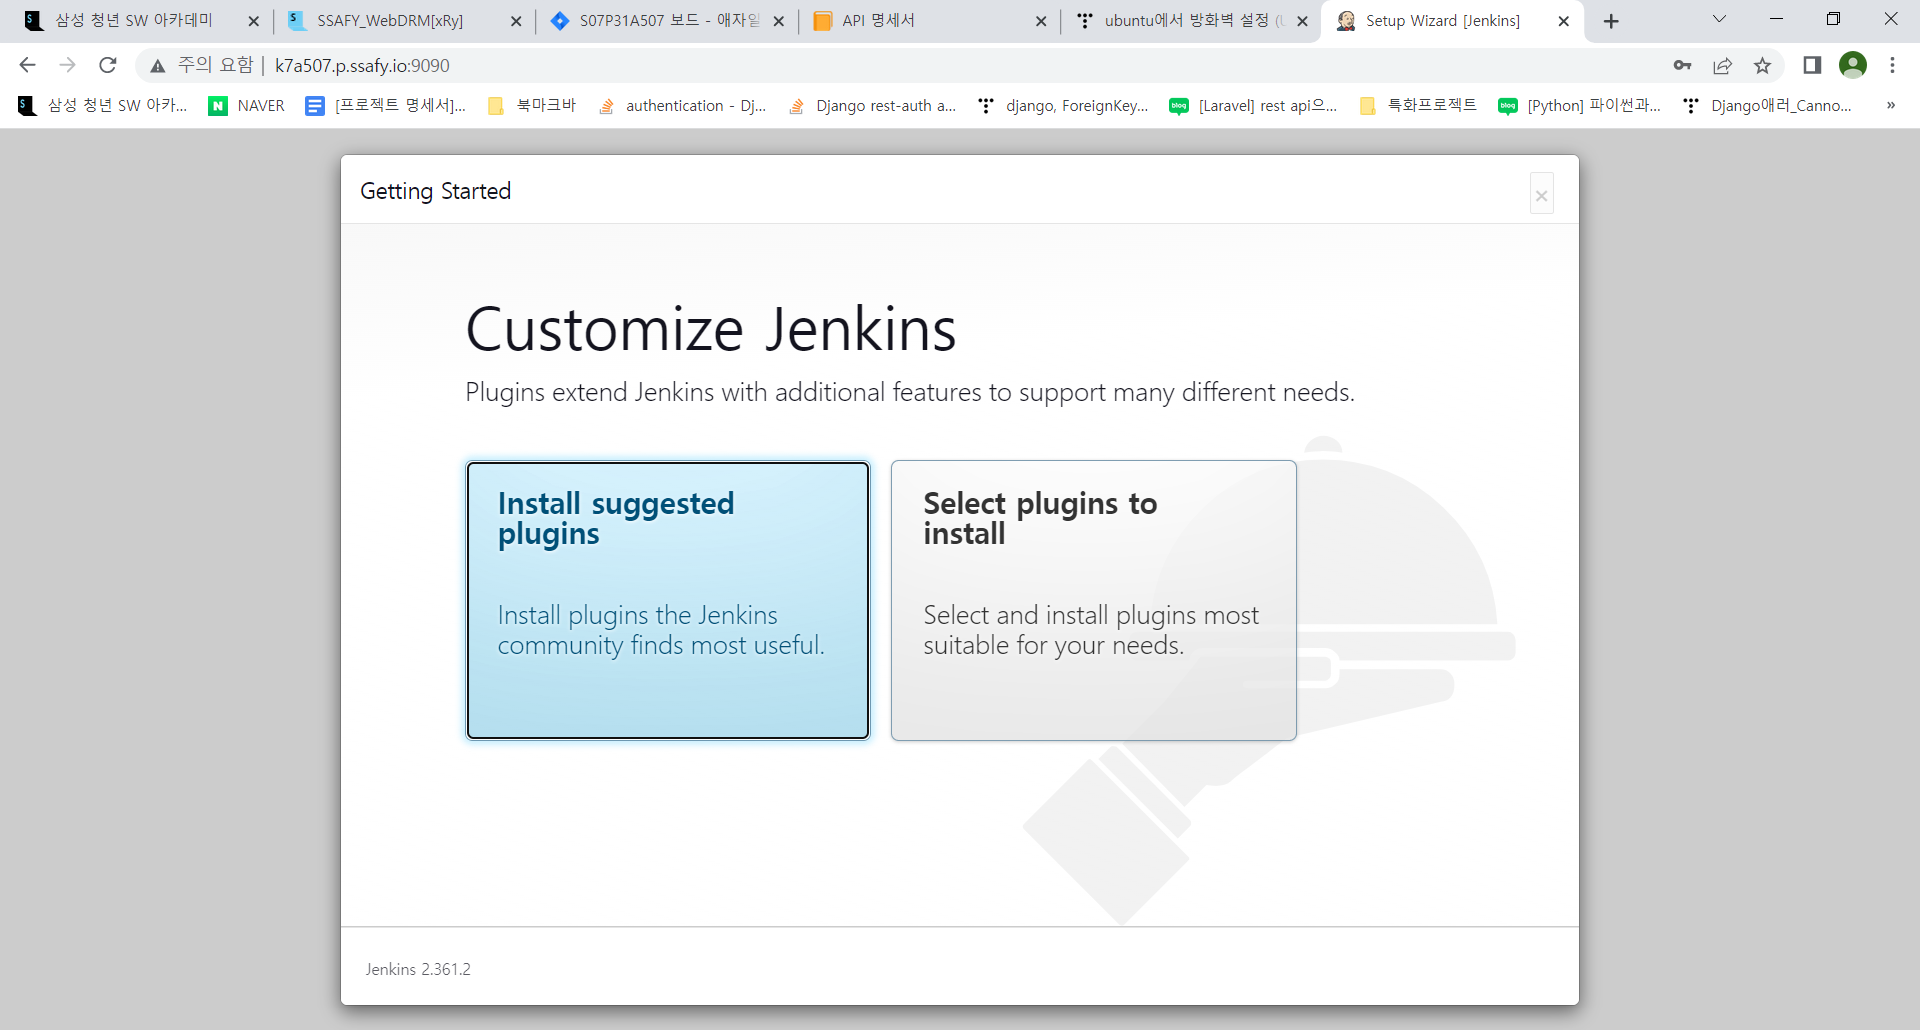 삼성 청년 SW 아카데미
SSAFY_WebDRM[xRy]
S07P31A507 보드 - 애자일
API 명세서
ubuntu에서 방화벽 설정 (U
Setup Wizard [Jenkins]
주의 요함 | k7a507.p.ssafy.io:9090
삼성 청년 SW 아카...
NAVER
[프로젝트 명세서]...
북마크바
authentication - Dj...
Django rest-auth a...
django, ForeignKey...
[Laravel] rest api으...
특화프로젝트
[Python] 파이썬과...
Django애러_Canno...
»
Getting Started
Customize Jenkins
Plugins extend Jenkins with additional features to support many different needs.
Install suggested
plugins
Install plugins the Jenkins
community finds most useful.
Select plugins to
install
Select and install plugins most
suitable for your needs.
Jenkins 2.361.2